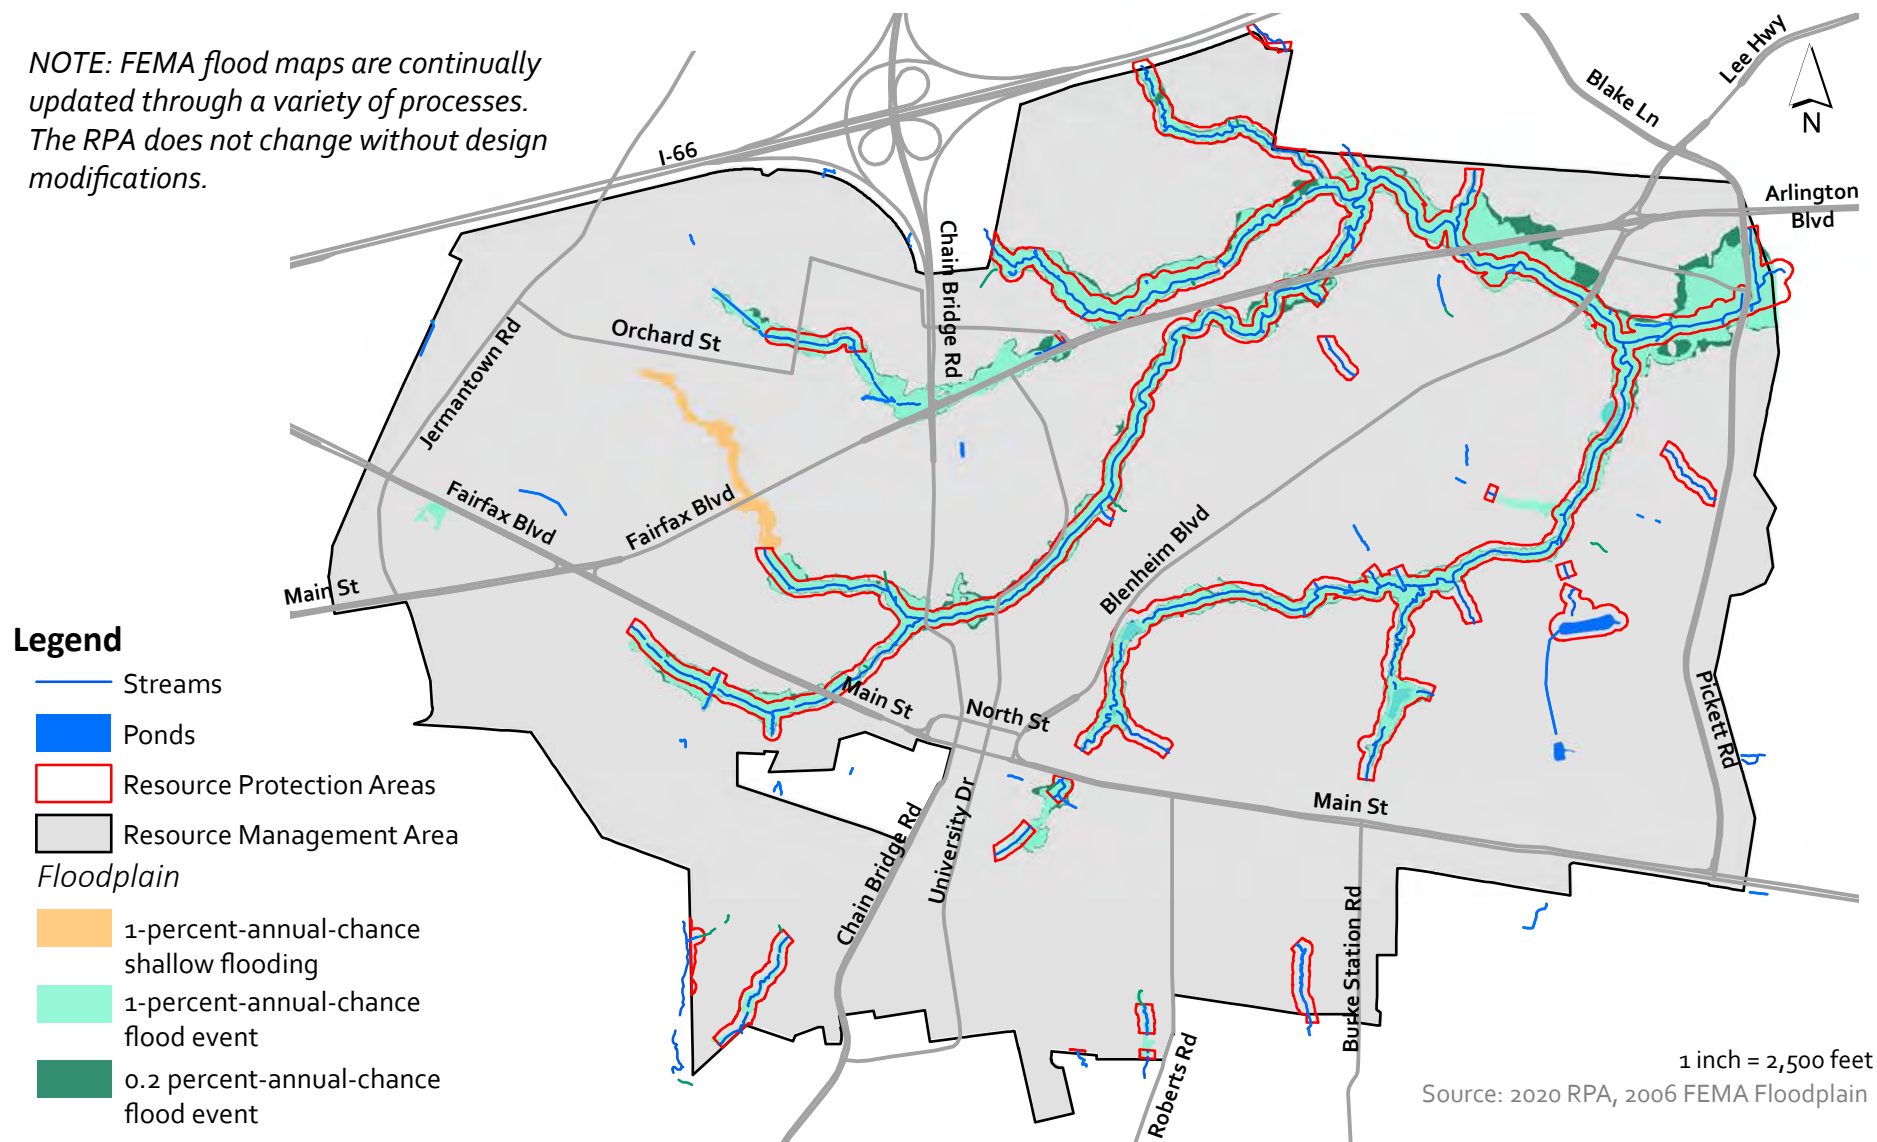 NOTE: FEMA flood maps are continually
updated through a variety of processes.
The RPA does not change without design
modifications.
I-66
Blake Ln
Lee Hwy
N
Arlington
Blvd
Chain Bridge Rd
Orchard St
Jermantown Rd
Fairfax Blvd
Fairfax Blvd
Main St
Blenheim Blvd
Main St
North St
Pickett Rd
Main St
University Dr
Chain Bridge Rd
Burke Station Rd
Roberts Rd
Legend
Streams
Ponds
Resource Protection Areas
Resource Management Area
Floodplain
1-percent-annual-chance
shallow flooding
1-percent-annual-chance
flood event
0.2 percent-annual-chance
flood event
1 inch = 2,500 feet
Source: 2020 RPA, 2006 FEMA Floodplain